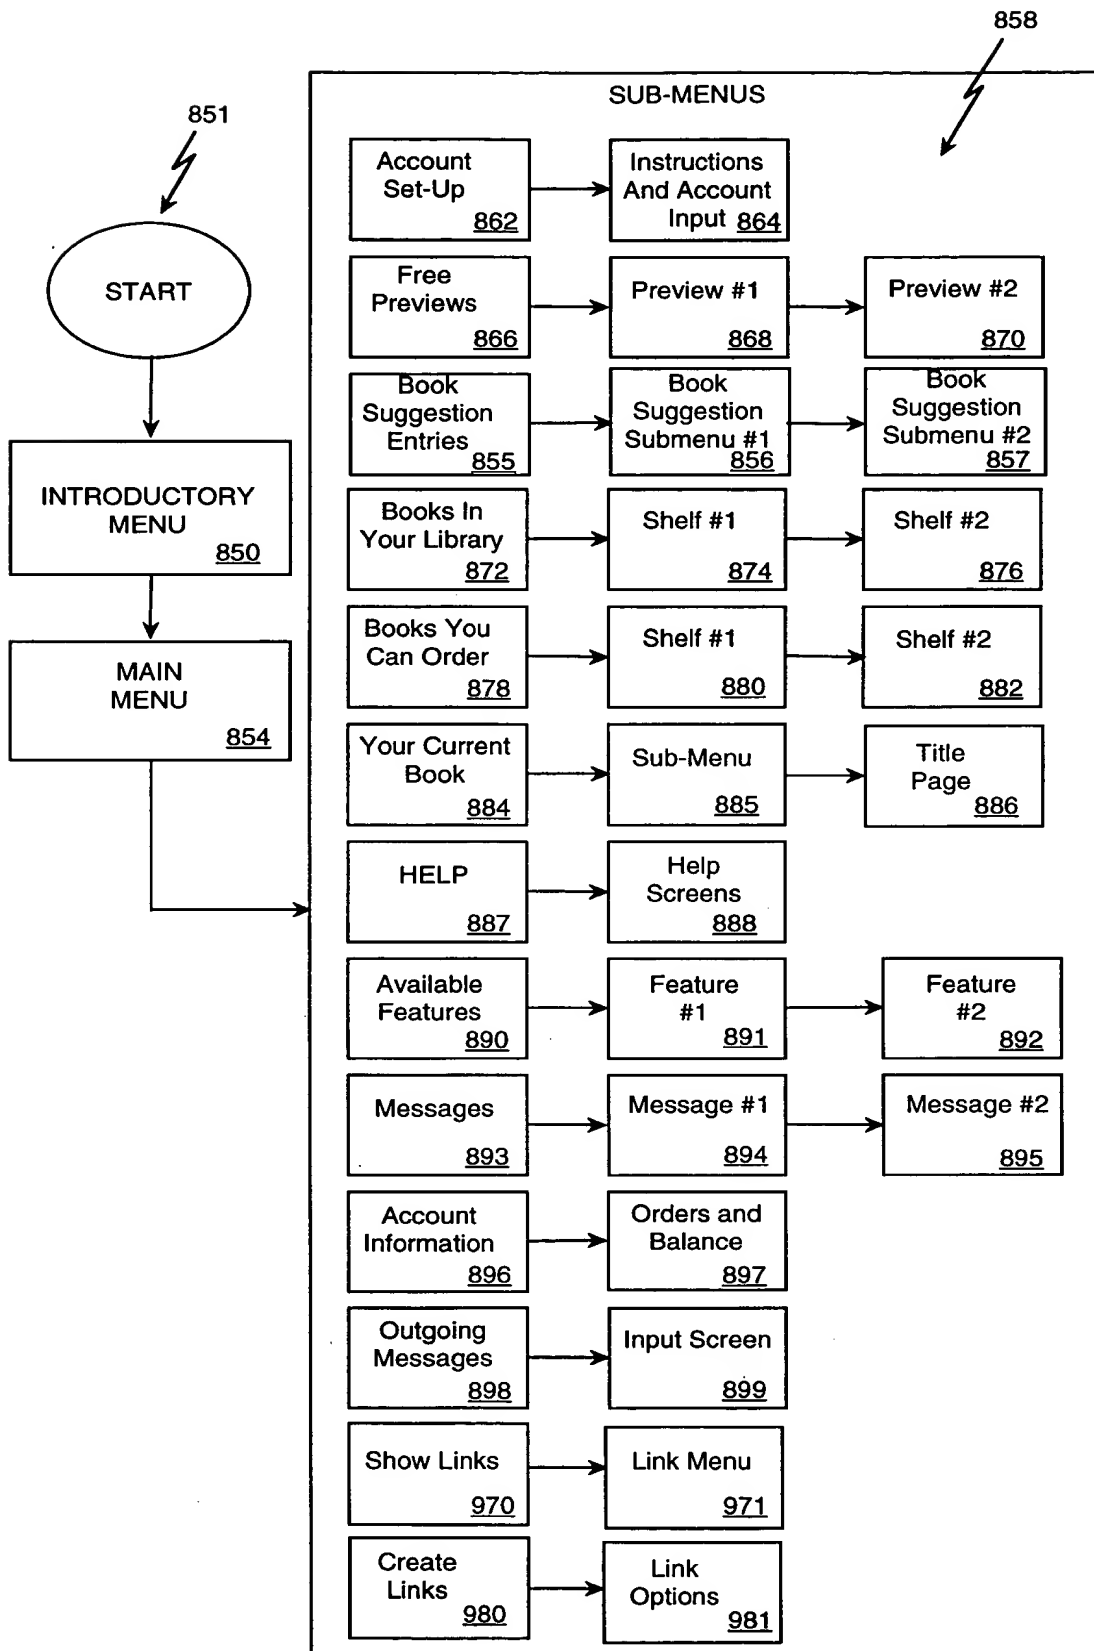 858
851
SUB-MENUS
START
INTRODUCTORY
MENU
850
MAIN
MENU
854
Account
Set-Up
862
Instructions
And Account
Input 864
Free
Previews
866
Preview #1
868
Preview #2
870
Book
Suggestion
Entries
855
Book
Suggestion
Submenu #1
856
Book
Suggestion
Submenu #2
857
Books In
Your Library
872
Shelf #1
874
Shelf #2
876
Books You
Can Order
878
Shelf #1
880
Shelf #2
882
Your Current
Book
884
Sub-Menu
885
Title
Page
886
HELP
887
Help
Screens
888
Available
Features
890
Feature
#1
891
Feature
#2
892
Messages
893
Message #1
894
Message #2
895
Account
Information
896
Orders and
Balance
897
Outgoing
Messages
898
Input Screen
899
Show Links
970
Link Menu
971
Create
Links
980
Link
Options
981